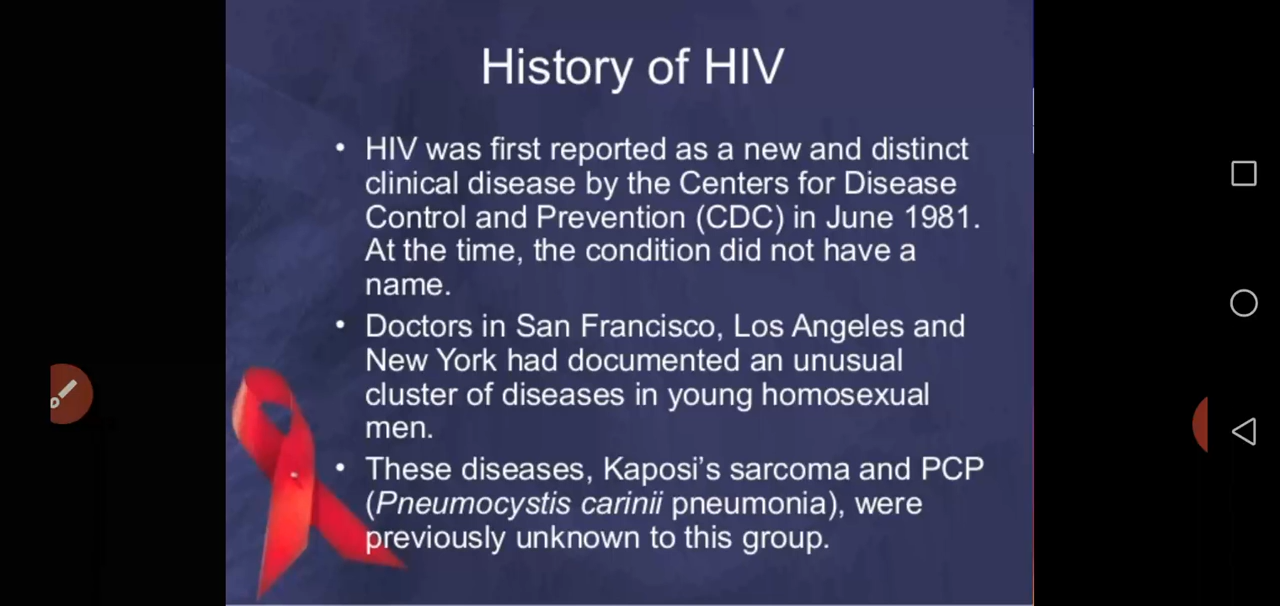 History of HIV
• HIV was first reported as a new and distinct
clinical disease by the Centers for Disease
Control and Prevention (CDC) in June 1981.
At the time, the condition did not have a
name.
• Doctors in San Francisco, Los Angeles and
New York had documented an unusual
cluster of diseases in young homosexual
men.
• These diseases, Kaposi’s sarcoma and PCP
(Pneumocystis carinii pneumonia), were
previously unknown to this group.